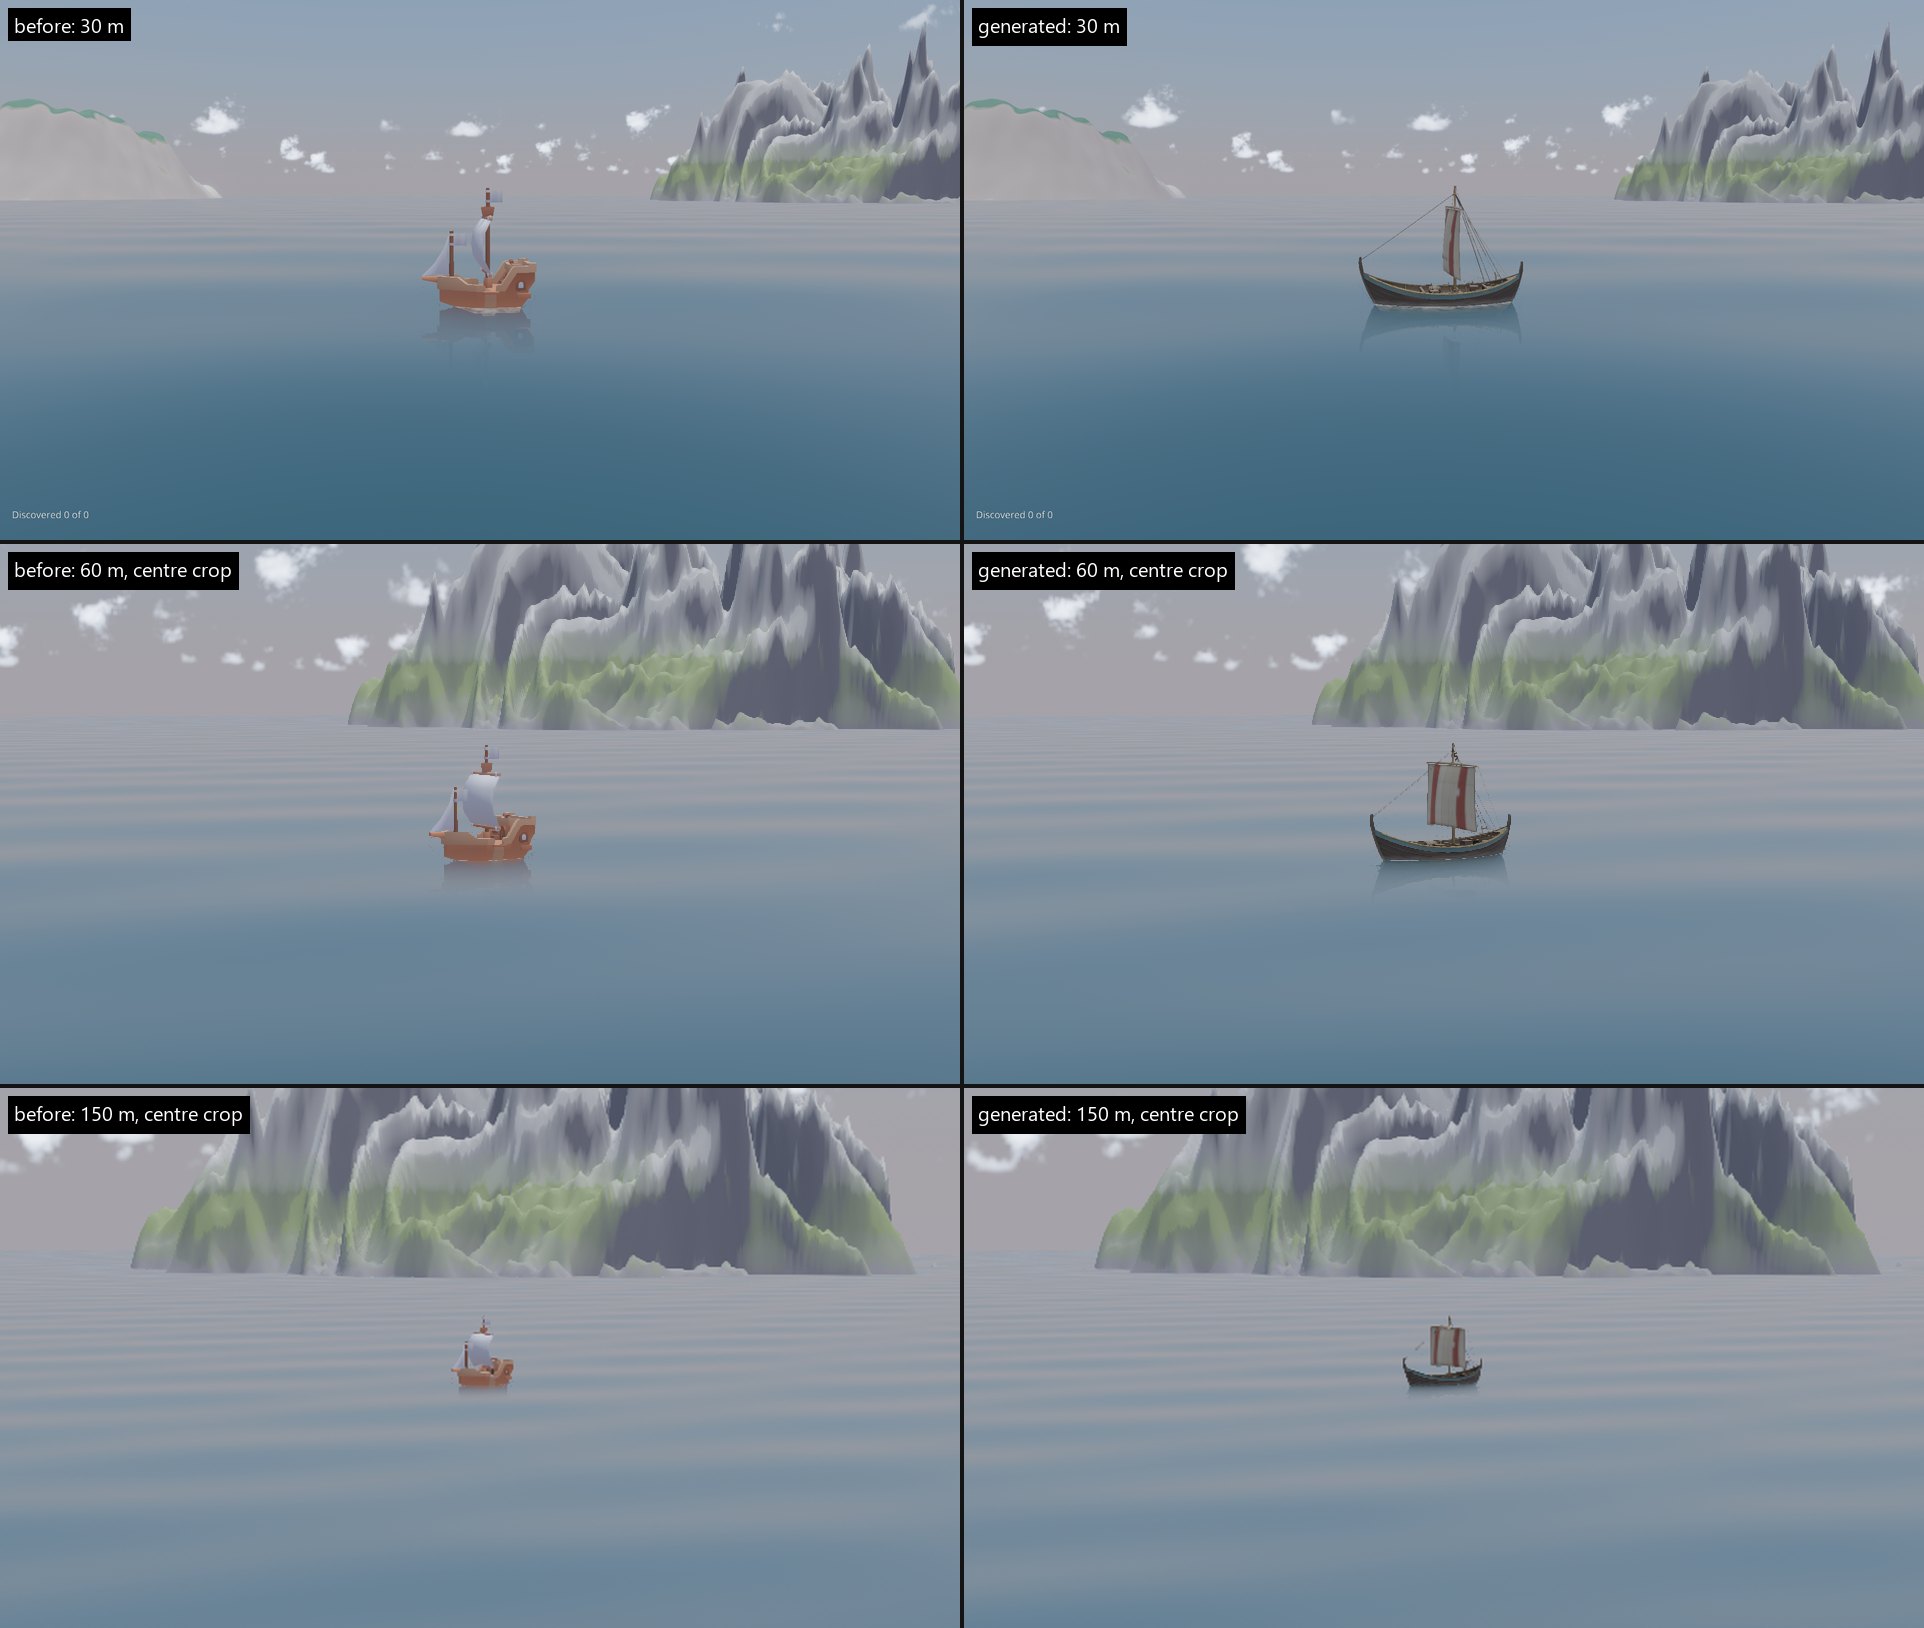 before: 30 m
generated: 30 m
Discovered 0 of 0
Discovered 0 of 0
before: 60 m, centre crop
generated: 60 m, centre crop
before: 150 m, centre crop
generated: 150 m, centre crop